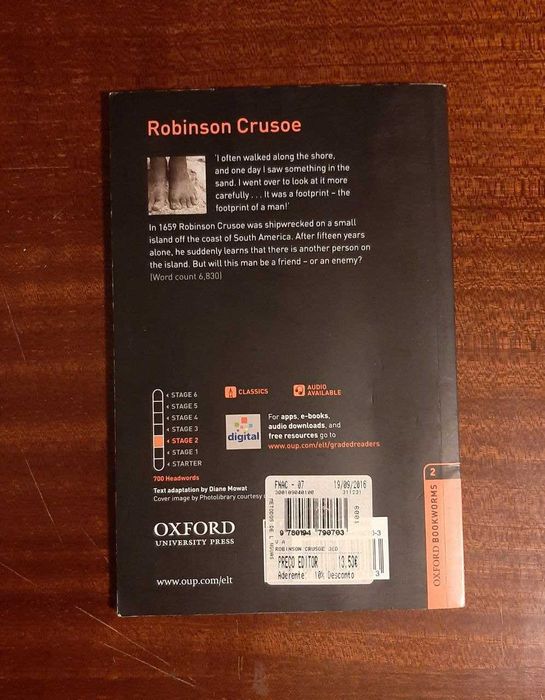 Robinson Crusoe
'I often walked along the shore,
and one day I saw something in the
sand. I went over to look at it more
carefully . . . It was a footprint – the
footprint of a man!'
In 1659 Robinson Crusoe was shipwrecked on a small
island off the coast of South America. After fifteen years
alone, he suddenly learns that there is another person on
the island. But will this man be a friend – or an enemy?
(Word count 6,830)
STAGE 6
STAGE 5
STAGE 4
STAGE 3
STAGE 2
STAGE 1
STARTER
700 Headwords
CLASSICS
AUDIO
AVAILABLE
digital
For apps, e-books,
audio downloads, and
free resources go to
www.oup.com/elt/gradedreaders
Text adaptation by Diane Mowat
Cover image by Photolibrary courtesy
OXFORD
UNIVERSITY PRESS
www.oup.com/elt
FNAC - 07 19/09/2016
9 780194 790703
ROBINSON CRUSOE 3ED
PREÇO EDITOR 13.53€
Aderente: 10% Desconto
2
OXFORD BOOKWORMS